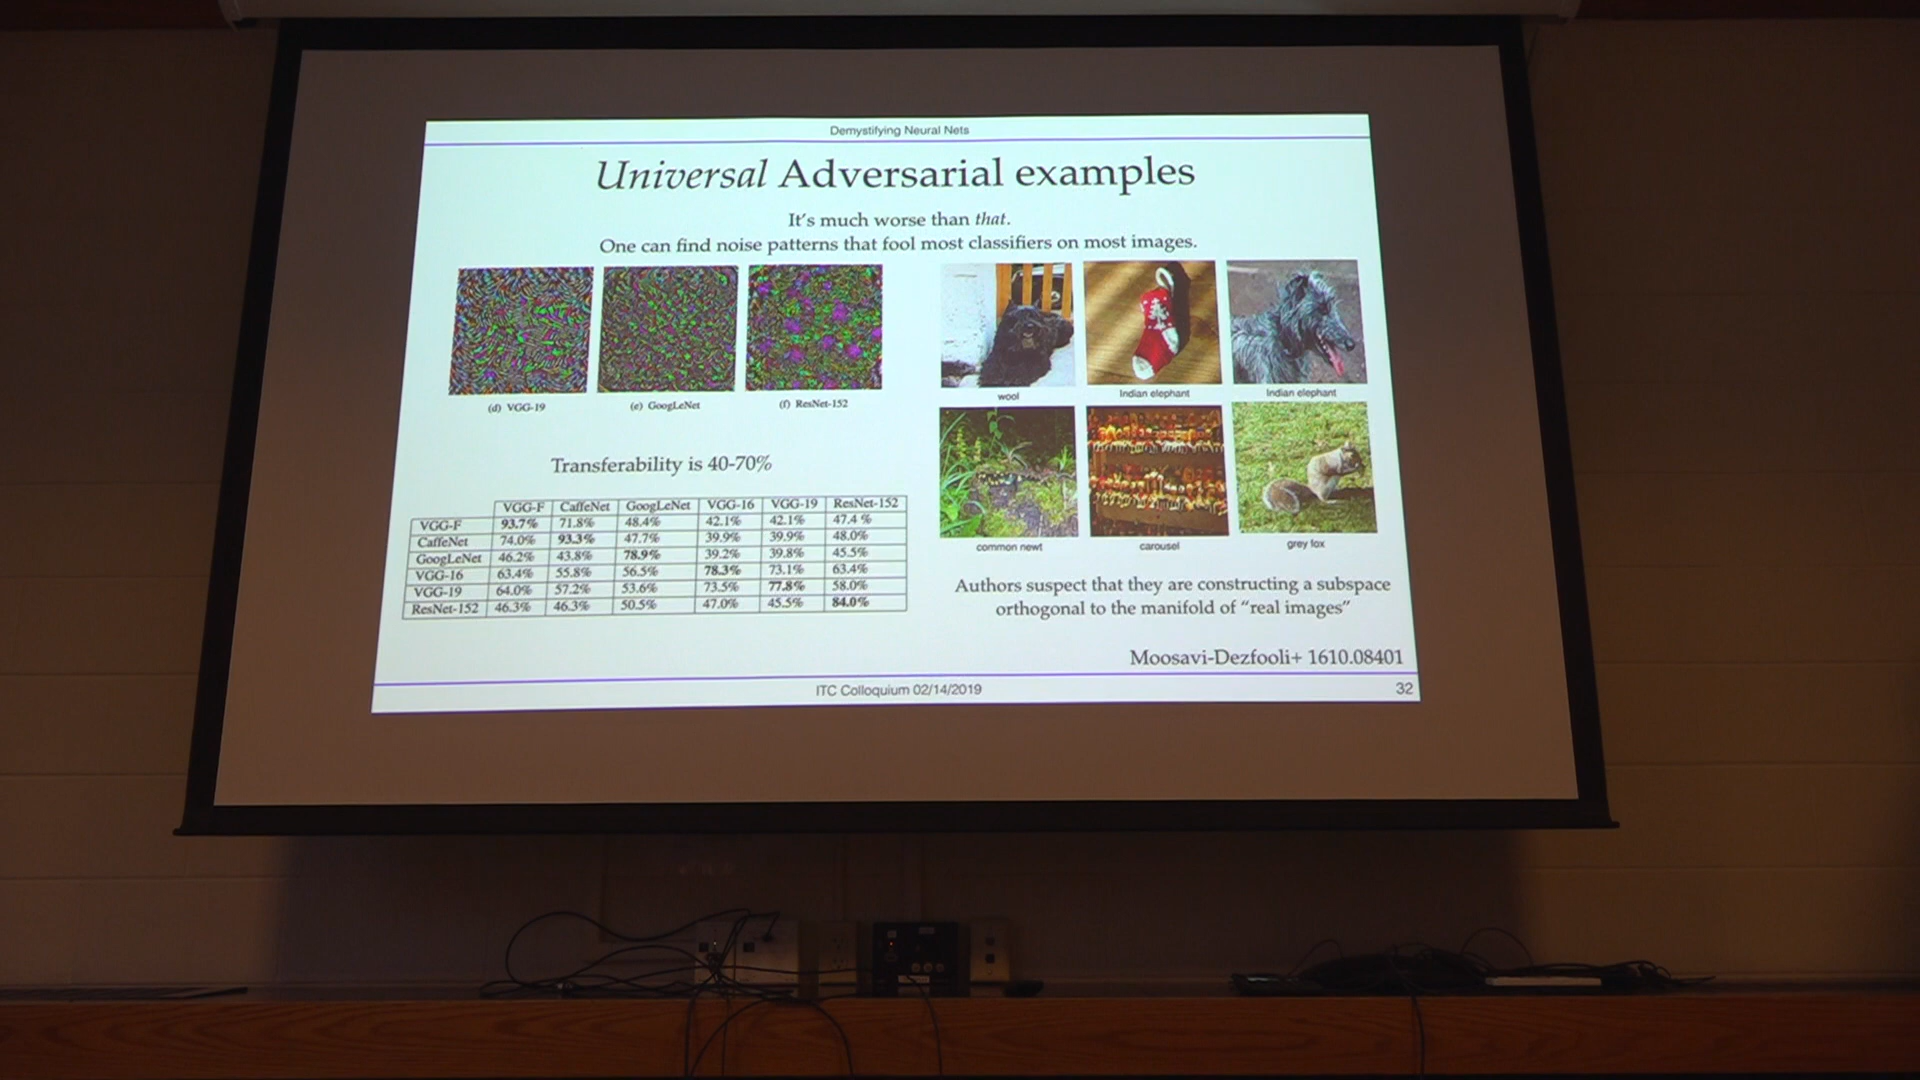 Demystifying Neural Nets
Universal Adversarial examples
It's much worse than that.
One can find noise patterns that fool most classifiers on most images.
(d) VGG-19
(e) GoogLeNet
(f) ResNet-152
wool
Indian elephant
Indian elephant
common newt
carousel
grey fox
Transferability is 40-70%
VGG-F CaffeNet GoogLeNet VGG-16 VGG-19 ResNet-152
VGG-F 93.7% 71.8% 48.4% 42.1% 42.1% 47.4 %
CaffeNet 74.0% 93.3% 47.7% 39.9% 39.9% 48.0%
GoogLeNet 46.2% 43.8% 78.9% 39.2% 39.8% 45.5%
VGG-16 63.4% 55.8% 56.5% 78.3% 73.1% 63.4%
VGG-19 64.0% 57.2% 53.6% 73.5% 77.8% 58.0%
ResNet-152 46.3% 46.3% 50.5% 47.0% 45.5% 84.0%
Authors suspect that they are constructing a subspace
orthogonal to the manifold of "real images"
Moosavi-Dezfooli+ 1610.08401
ITC Colloquium 02/14/2019
32